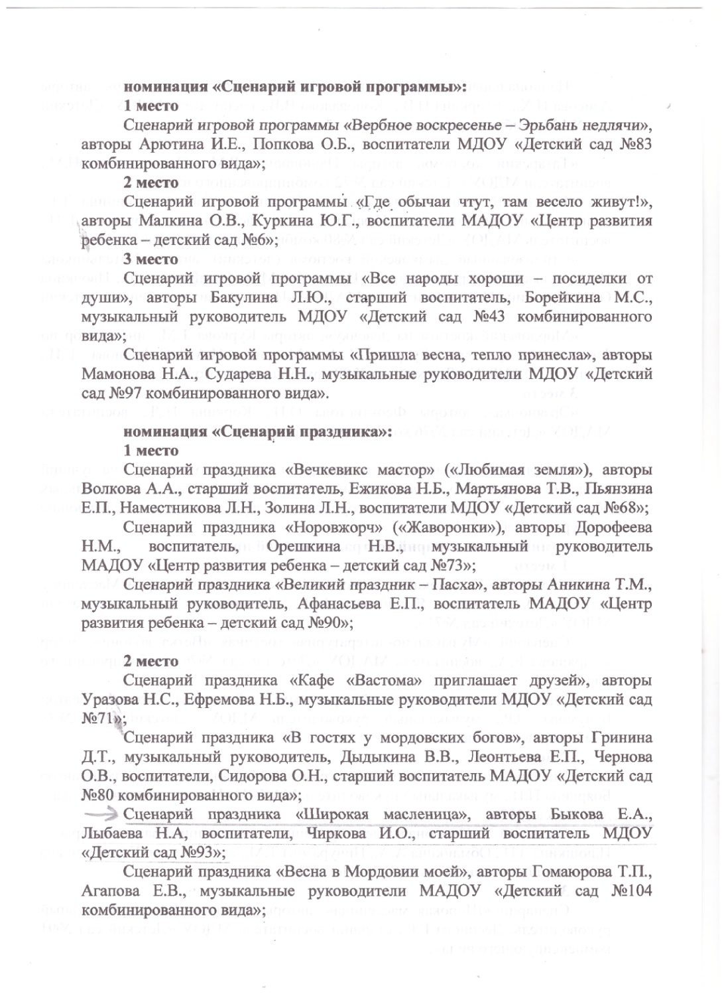 номинация «Сценарий игровой программы»:
1 место
Сценарий игровой программы «Вербное воскресенье – Эрьбань недлячи»,
авторы Арютина И.Е., Попкова О.Б., воспитатели МДОУ «Детский сад №83
комбинированного вида»;
2 место
Сценарий игровой программы «Где обычаи чтут, там весело живут!»,
авторы Малкина О.В., Куркина Ю.Г., воспитатели МАДОУ «Центр развития
ребенка – детский сад №6»;
3 место
Сценарий игровой программы «Все народы хороши – посиделки от
души», авторы Бакулина Л.Ю., старший воспитатель, Борейкина М.С.,
музыкальный руководитель МДОУ «Детский сад №43 комбинированного
вида»;
Сценарий игровой программы «Пришла весна, тепло принесла», авторы
Мамонова Н.А., Сударева Н.Н., музыкальные руководители МДОУ «Детский
сад №97 комбинированного вида».
номинация «Сценарий праздника»:
1 место
Сценарий праздника «Вечкевикс мастор» («Любимая земля»), авторы
Волкова А.А., старший воспитатель, Ежикова Н.Б., Мартьянова Т.В., Пьянзина
Е.П., Наместникова Л.Н., Золина Л.Н., воспитатели МДОУ «Детский сад №68»;
Сценарий праздника «Норовжорч» («Жаворонки»), авторы Дорофеева
Н.М., воспитатель, Орешкина Н.В., музыкальный руководитель
МАДОУ «Центр развития ребенка – детский сад №73»;
Сценарий праздника «Великий праздник – Пасха», авторы Аникина Т.М.,
музыкальный руководитель, Афанасьева Е.П., воспитатель МАДОУ «Центр
развития ребенка – детский сад №90»;
2 место
Сценарий праздника «Кафе «Вастома» приглашает друзей», авторы
Уразова Н.С., Ефремова Н.Б., музыкальные руководители МДОУ «Детский сад
№71»;
Сценарий праздника «В гостях у мордовских богов», авторы Гринина
Д.Т., музыкальный руководитель, Дыдыкина В.В., Леонтьева Е.П., Чернова
О.В., воспитатели, Сидорова О.Н., старший воспитатель МАДОУ «Детский сад
№80 комбинированного вида»;
Сценарий праздника «Широкая масленица», авторы Быкова Е.А.,
Лыбаева Н.А, воспитатели, Чиркова И.О., старший воспитатель МДОУ
«Детский сад №93»;
Сценарий праздника «Весна в Мордовии моей», авторы Гомаюрова Т.П.,
Агапова Е.В., музыкальные руководители МАДОУ «Детский сад №104
комбинированного вида»;